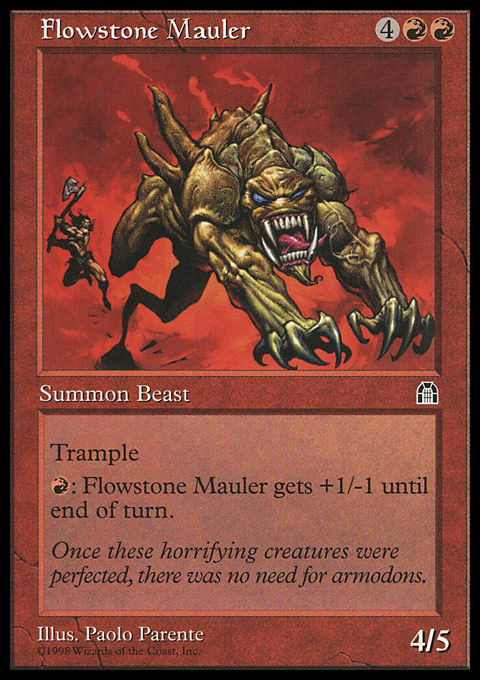 Flowstone Mauler 4
Summon Beast
Trample
: Flowstone Mauler gets +1/-1 until
end of turn.
Once these horrifying creatures were
perfected, there was no need for armodons.
Illus. Paolo Parente
©1998 Wizards of the Coast, Inc.
4/5